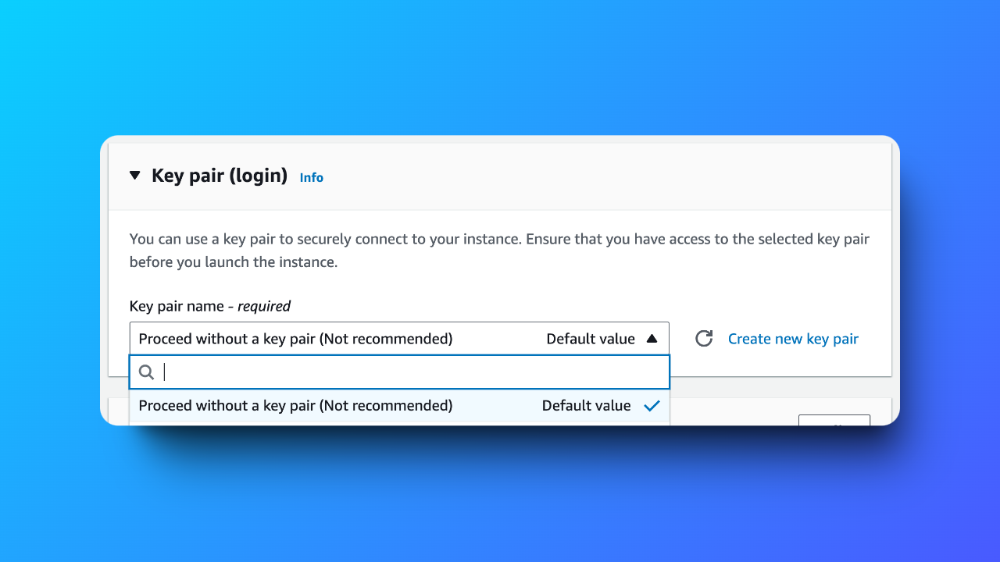 Key pair (login) Info
You can use a key pair to securely connect to your instance. Ensure that you have access to the selected key pair
before you launch the instance.
Key pair name - required
Proceed without a key pair (Not recommended) Default value Create new key pair
Proceed without a key pair (Not recommended) Default value